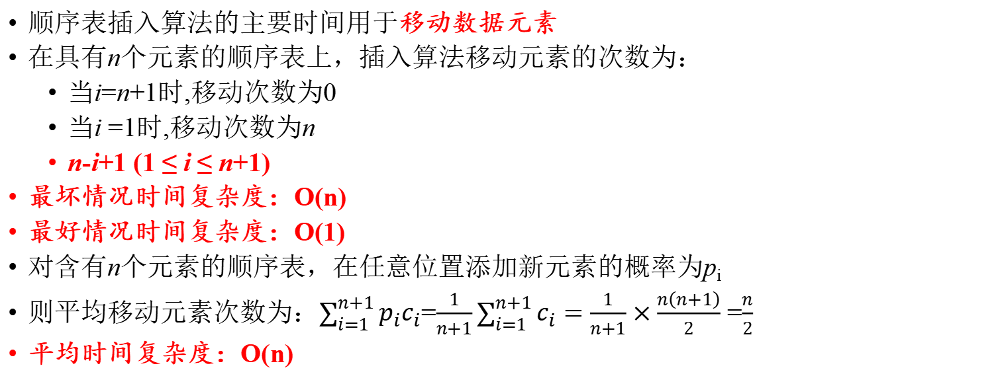 • 顺序表插入算法的主要时间用于移动数据元素
• 在具有n个元素的顺序表上，插入算法移动元素的次数为：
• 当i=n+1时,移动次数为0
• 当i =1时,移动次数为n
• n-i+1 (1 ≤ i ≤ n+1)
• 最坏情况时间复杂度：O(n)
• 最好情况时间复杂度：O(1)
• 对含有n个元素的顺序表，在任意位置添加新元素的概率为pᵢ
• 则平均移动元素次数为：∑_{i=1}^{n+1} p_i c_i=\frac{1}{n+1}∑_{i=1}^{n+1} c_i = \frac{1}{n+1} × \frac{n(n+1)}{2} =\frac{n}{2}
• 平均时间复杂度：O(n)